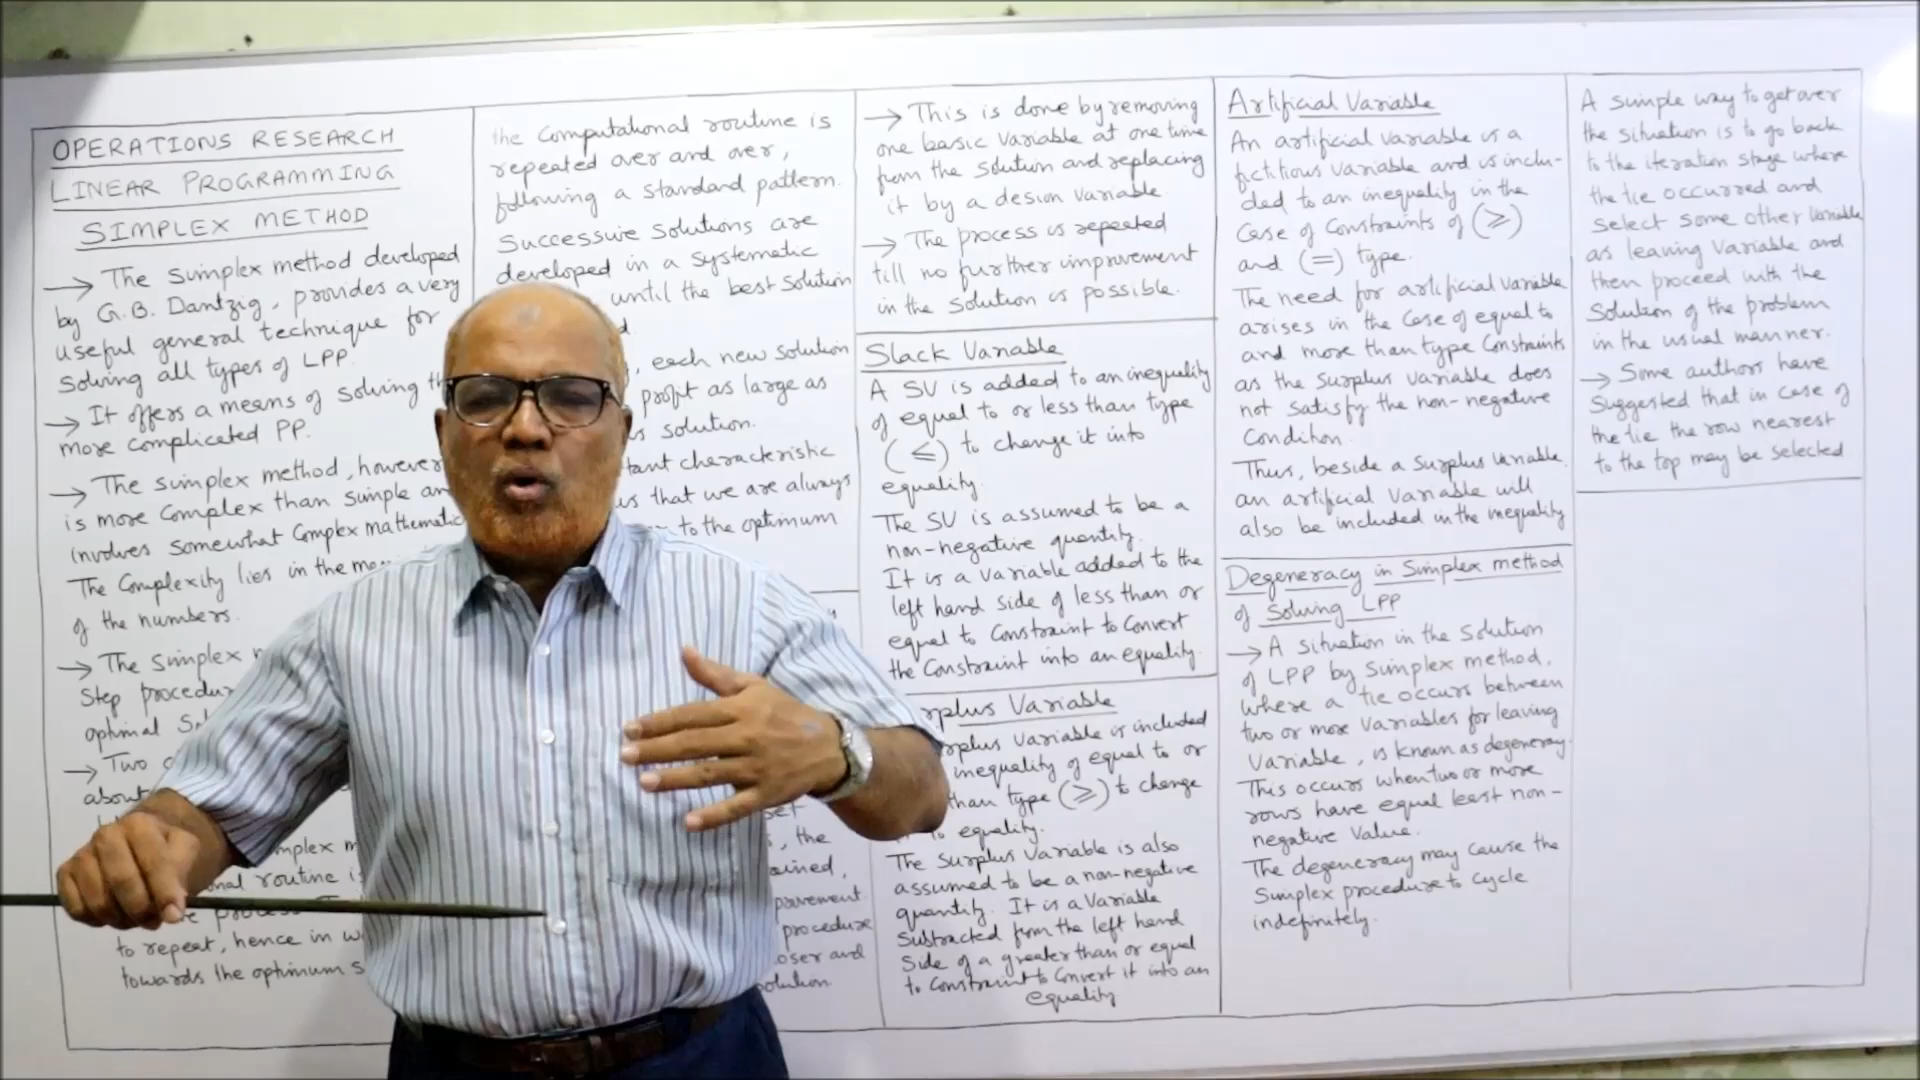 OPERATIONS RESEARCH
LINEAR PROGRAMMING
SIMPLEX METHOD
→ The simplex method developed
by G.B. Dantzig, provides a very
useful general technique for
solving all types of LPP.
→ It offers a means of solving
more complicated PP.
→ The simplex method, however
is more complex than simple
involves somewhat complex
The Complexity lies in the
of the numbers.
→ The simplex
step
optimal
→ Two
about
routine
to repeat, hence in
towards the optimum
the computational routine is
repeated over and over,
following a standard pattern.
Successive solutions are
developed in a systematic
until the best solution
each new solution
profit as large as
solution.
characteristic
that we are always
to the optimum
the
procedure
and
solution.
→ This is done by removing
one basic variable at one time
from the solution and replacing
it by a desion variable
→ The process is repeated
till no further improvement
in the solution is possible.
Slack Variable
A SV is added to an inequality
of equal to or less than type
(≤) to change it into
equality.
The SV is assumed to be a
non-negative quantity.
It is a variable added to the
left hand side of less than or
equal to Constraint to Convert
the Constraint into an equality.
Variable
variable is included
inequality of equal to or
than type (≥) to change
to equality.
The Surplus Variable is also
assumed to be a non-negative
quantity. It is a Variable
Substracted from the left hand
Side of a greater than or equal
to Constraint to Convert it into an
equality
Artificial Variable
An artificial variable is a
fictitious variable and is inclu-
ded to an inequality in the
Case of Constraints of (≥)
and (=) type.
The need for artificial variable
arises in the case of equal to
and more than type Constraints
as the surplus variable does
not satisfy the non-negative
Condition.
Thus, beside a surplus variable
an artificial variable will
also be included in the inequality
Degeneracy in Simplex method
of Solving LPP
→ A situation in the solution
of LPP by simplex method,
where a tie occurs between
two or more variables for leaving
variable, is known as degeneracy.
This occurs when two or more
rows have equal least non-
negative value.
The degeneracy may cause the
Simplex procedure to cycle
indefinitely.
A simple way to get over
the situation is to go back
to the iteration stage where
the tie occurred and
select some other variable
as leaving variable and
then proceed with the
Solution of the problem
in the usual manner.
→ Some authors have
Suggested that in case of
the tie the row nearest
to the top may be selected